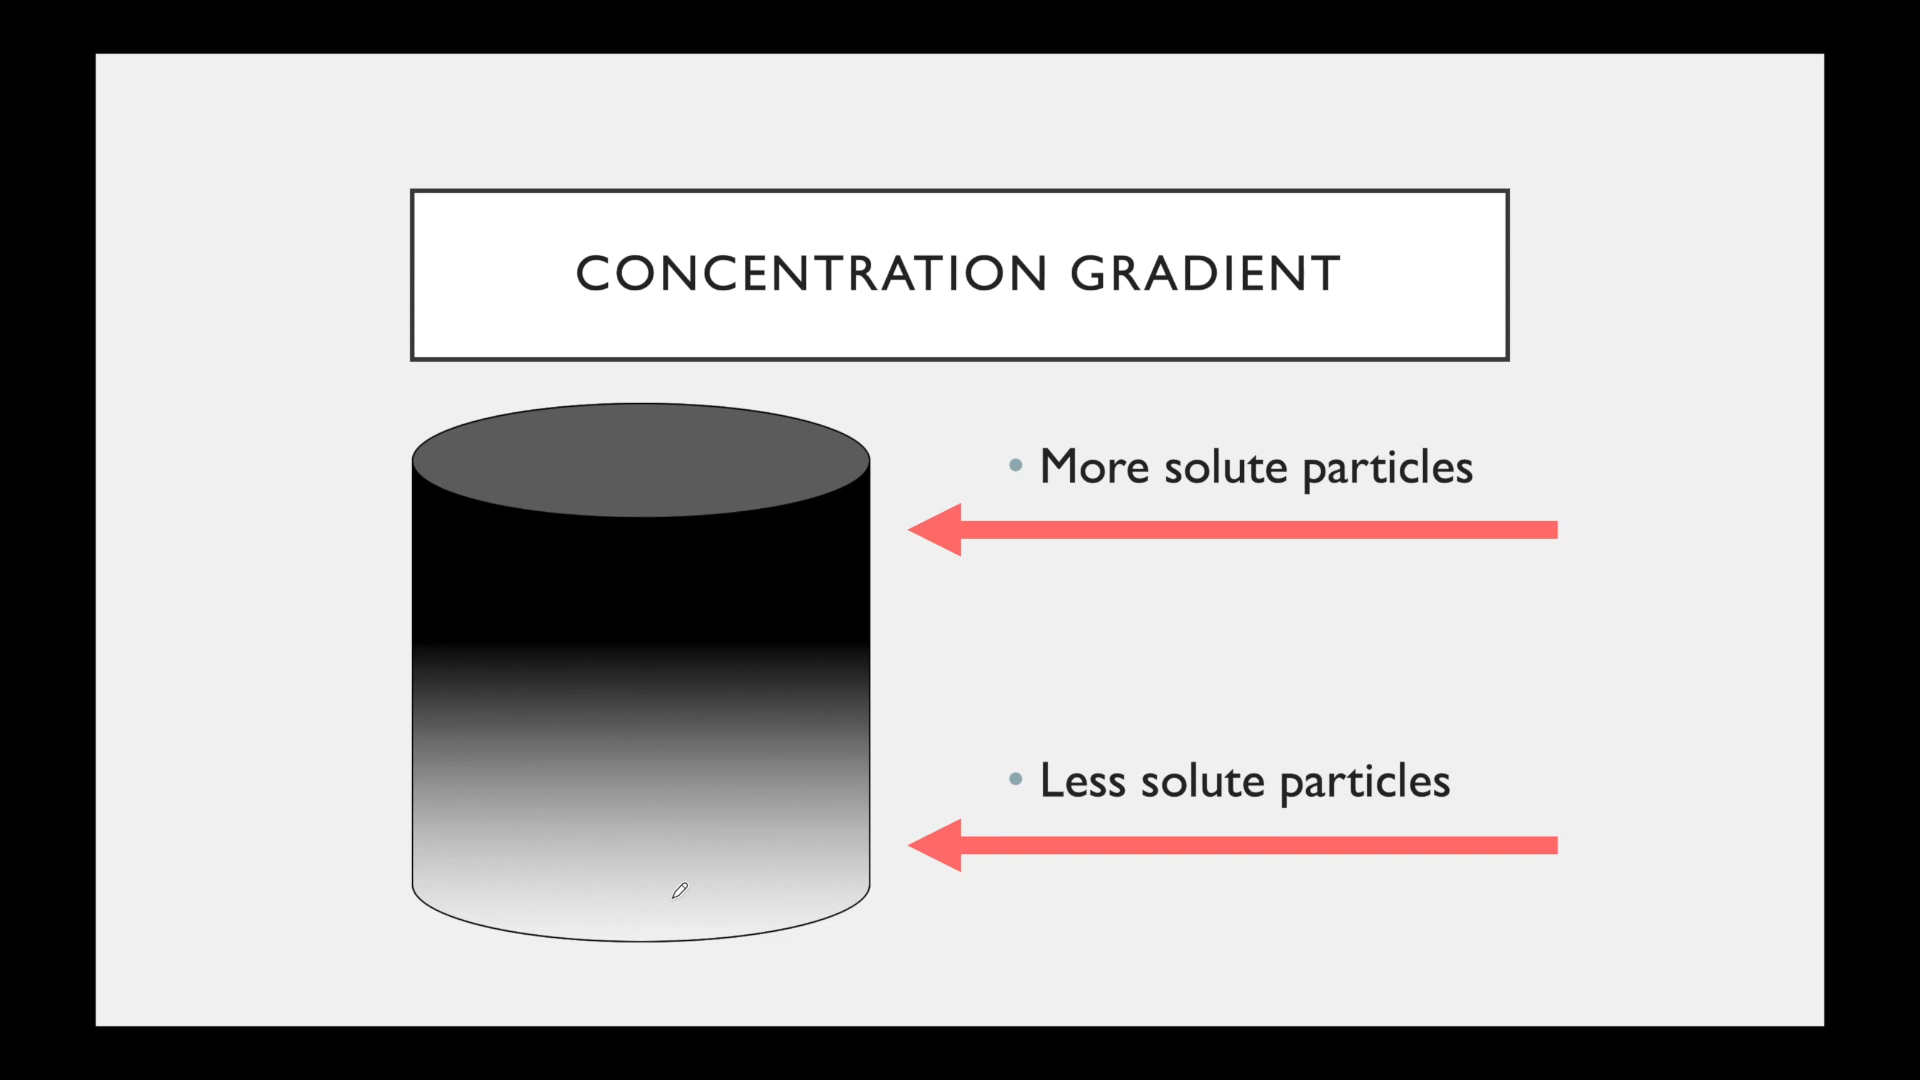 CONCENTRATION GRADIENT
• More solute particles
• Less solute particles